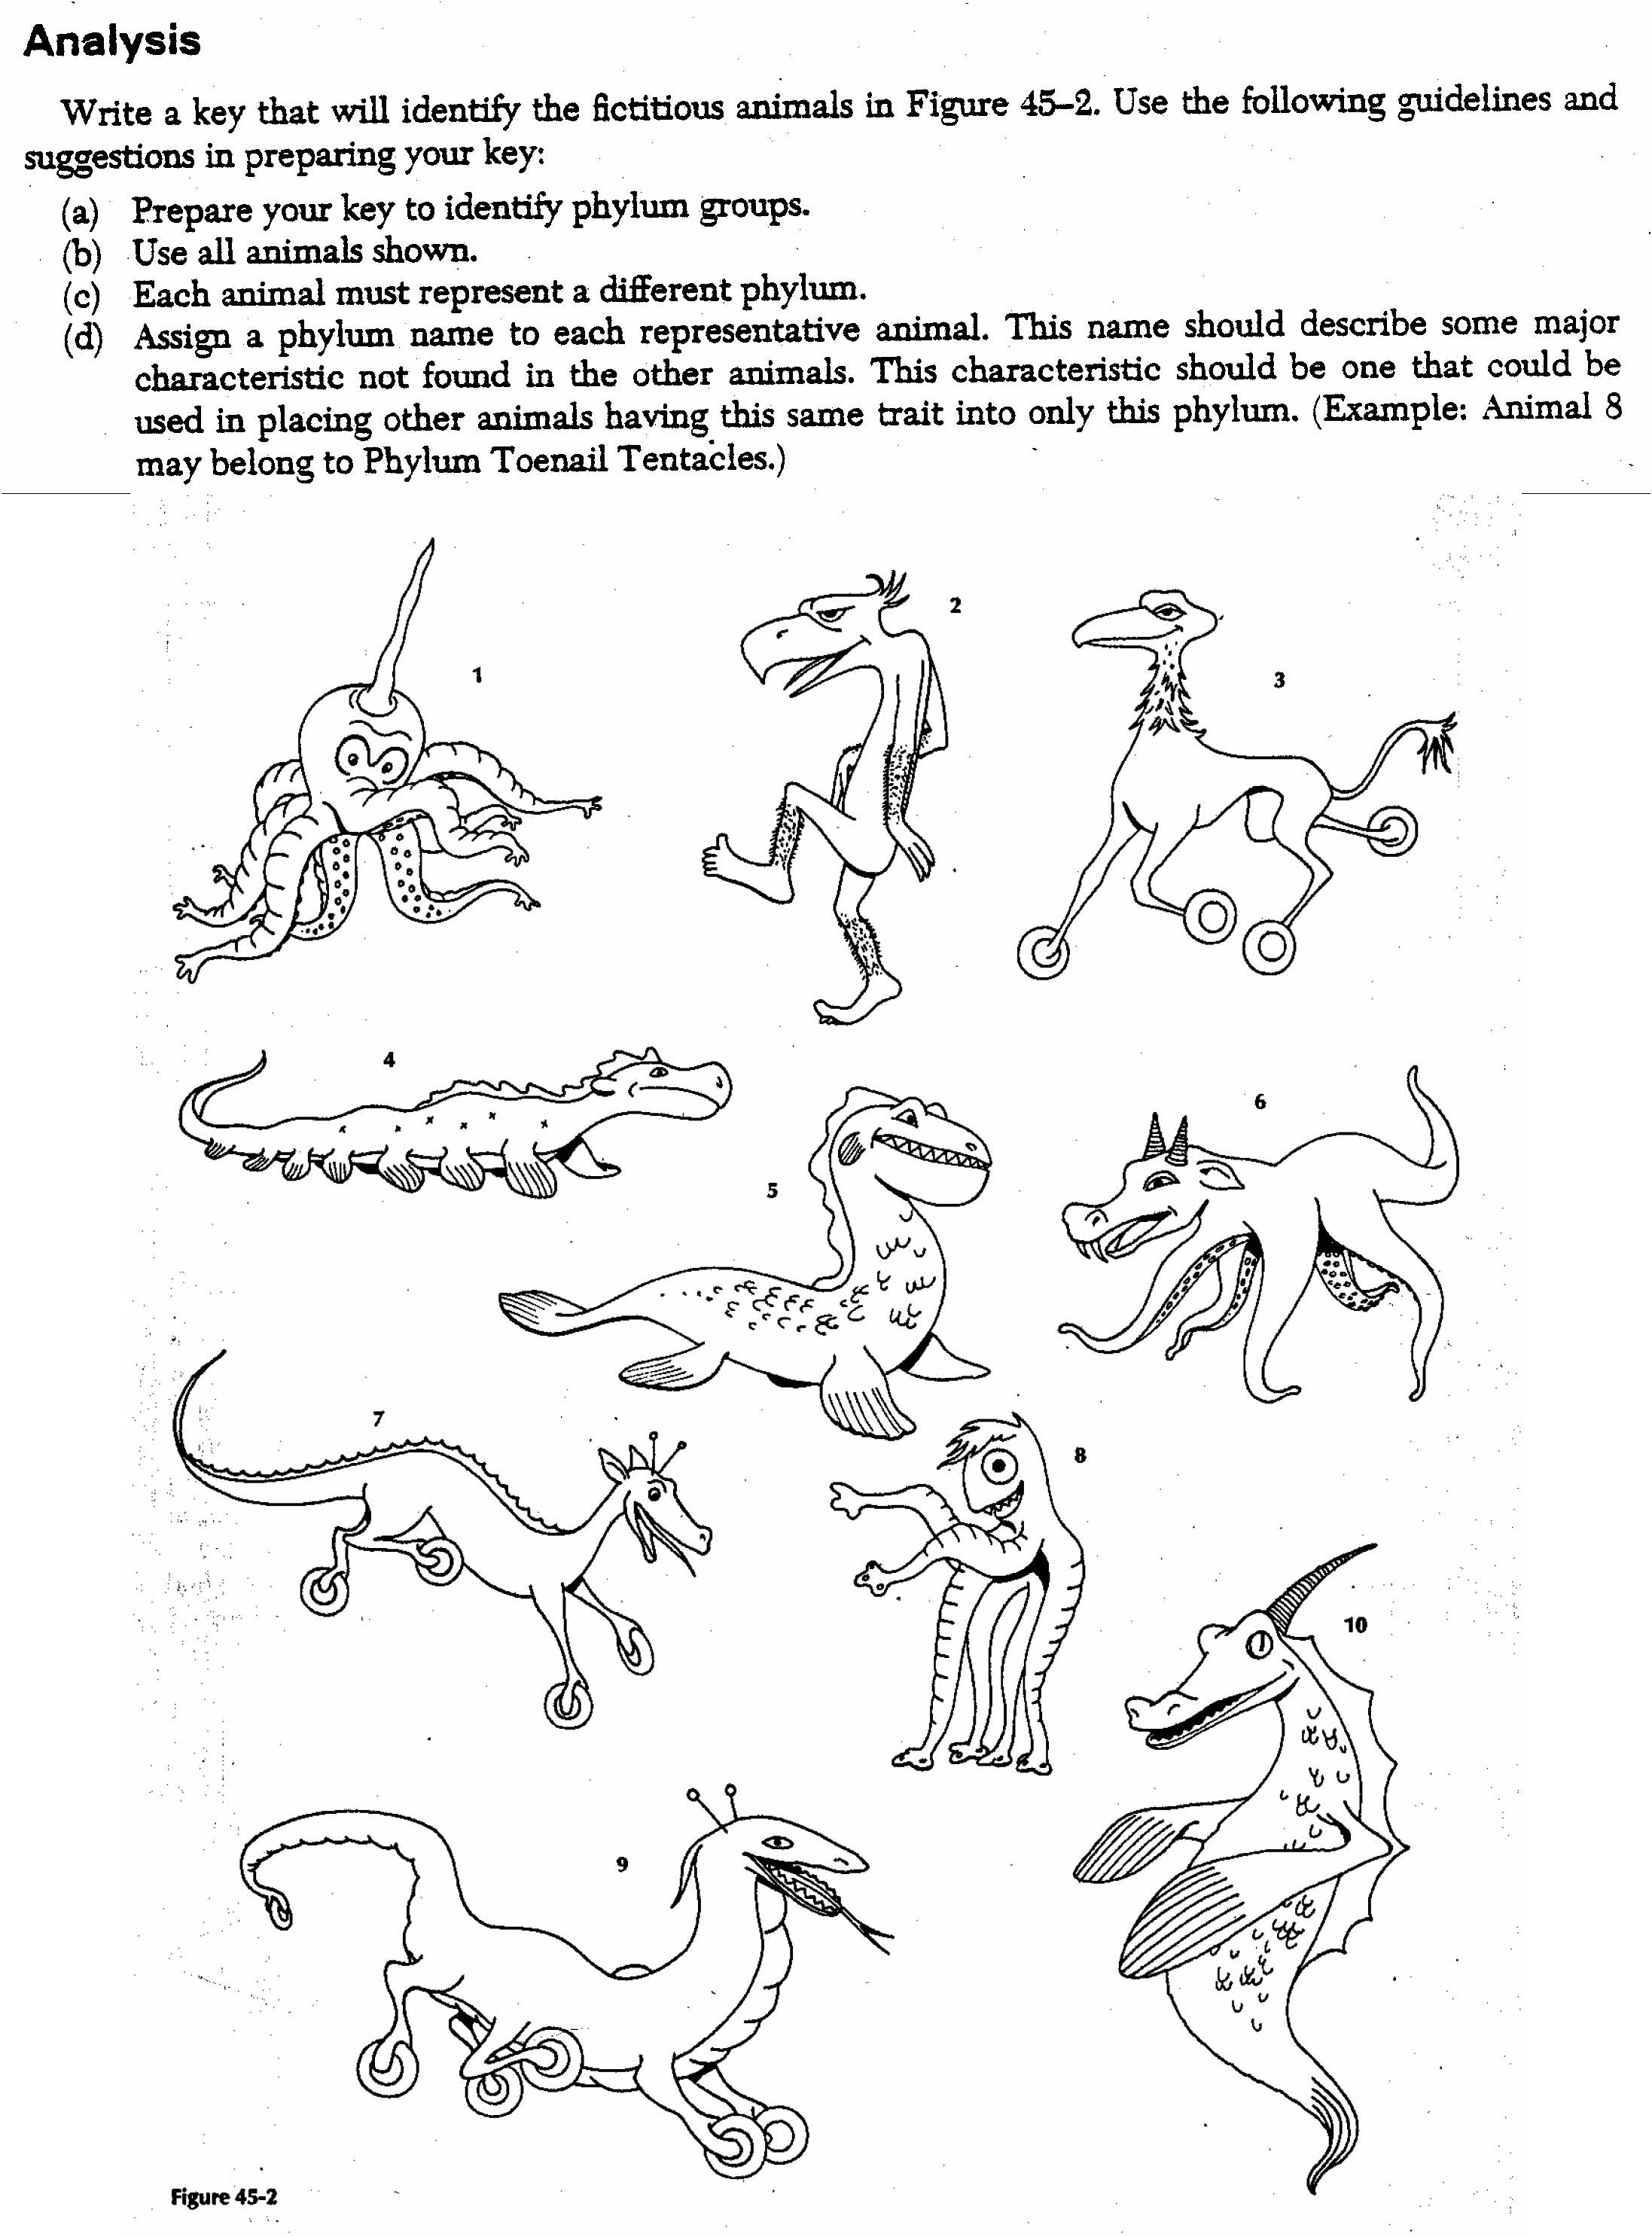 Analysis
Write a key that will identify the fictitious animals in Figure 45–2. Use the following guidelines and
suggestions in preparing your key:
(a) Prepare your key to identify phylum groups.
(b) Use all animals shown.
(c) Each animal must represent a different phylum.
(d) Assign a phylum name to each representative animal. This name should describe some major
characteristic not found in the other animals. This characteristic should be one that could be
used in placing other animals having this same trait into only this phylum. (Example: Animal 8
may belong to Phylum Toenail Tentacles.)
1
2
3
4
5
6
7
8
9
10
Figure 45-2